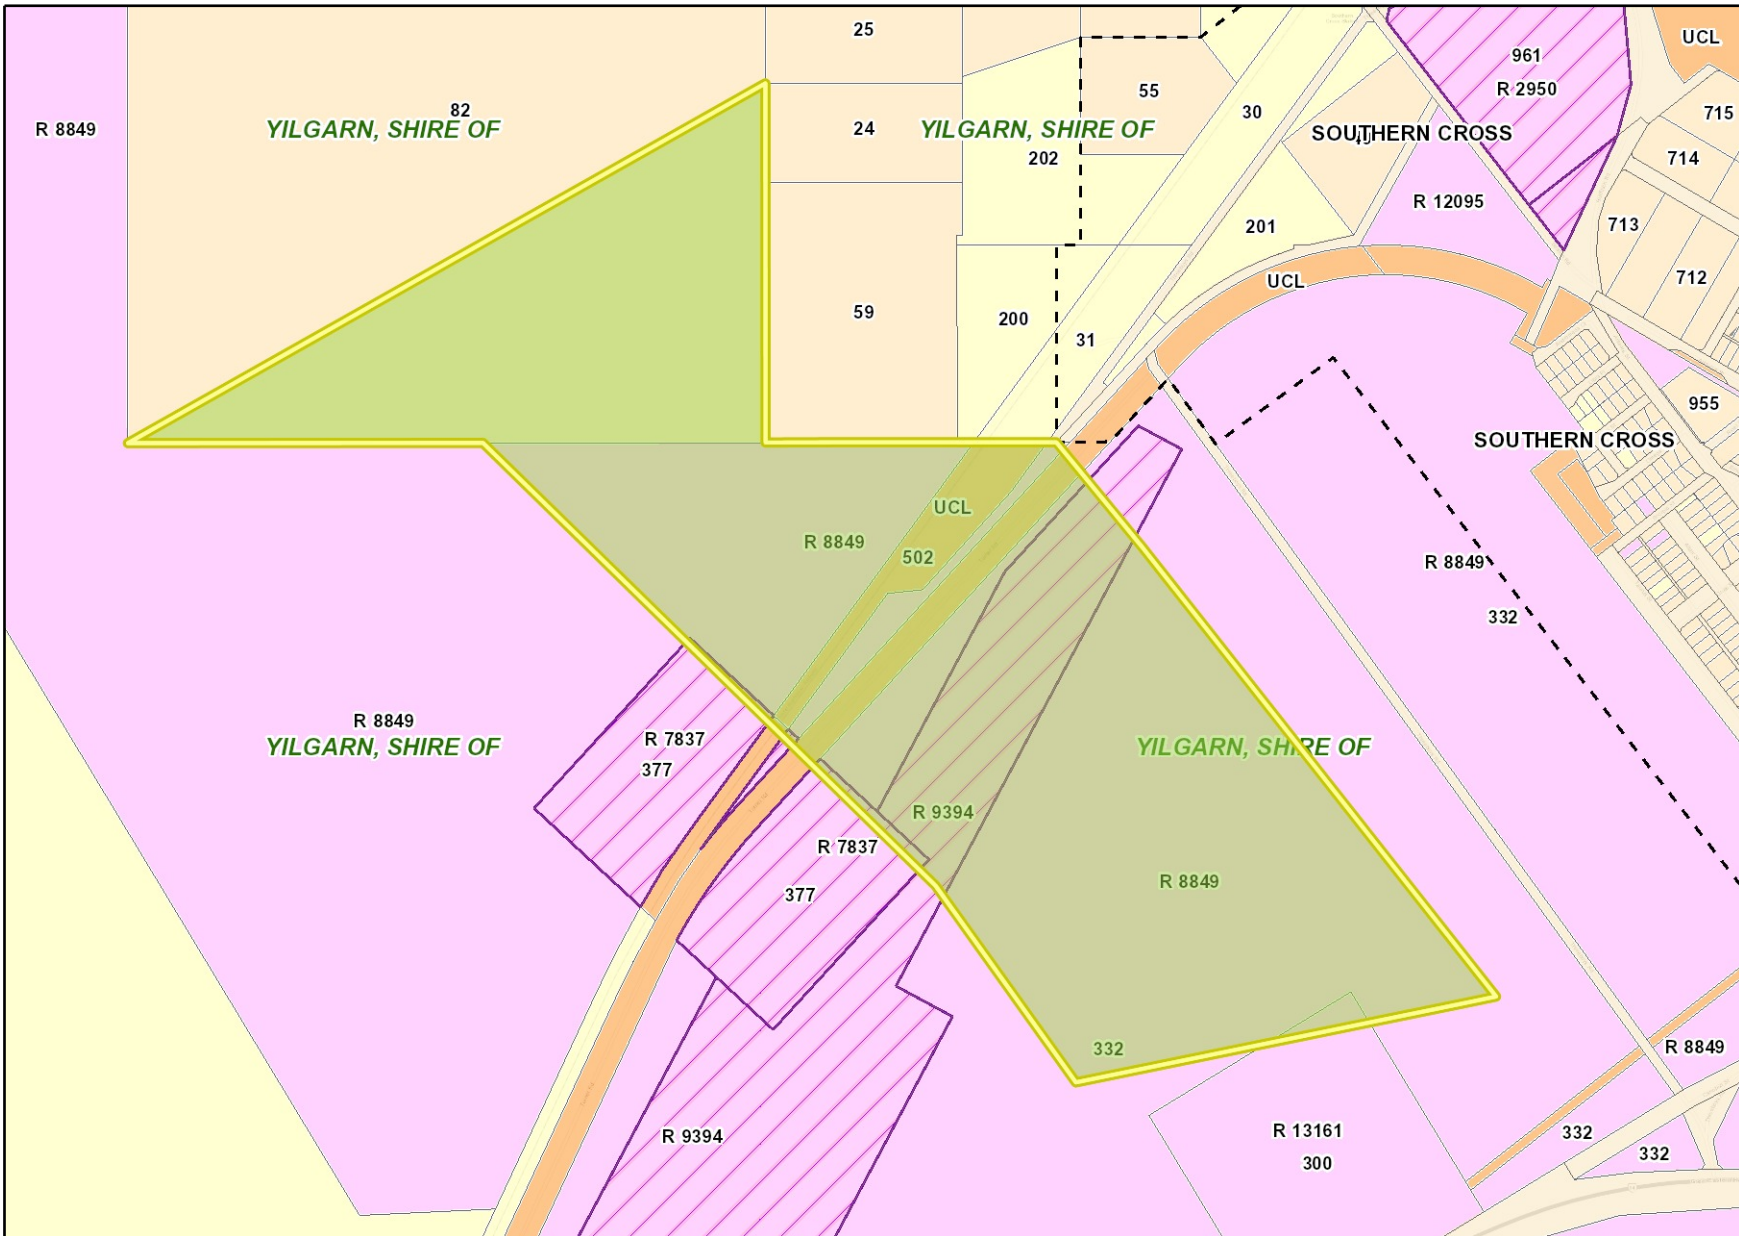 25
UCL
961
R 2950
55
82
30
715
R 8849
YILGARN, SHIRE OF
24
YILGARN, SHIRE OF
SOUTHERN CROSS
202
714
R 12095
713
201
712
UCL
59
200
31
955
SOUTHERN CROSS
UCL
R 8849
502
R 8849
332
R 8849
YILGARN, SHIRE OF
R 7837
377
YILGARN, SHIRE OF
R 9394
R 7837
377
R 8849
332
R 8849
R 9394
R 13161
300
332
332